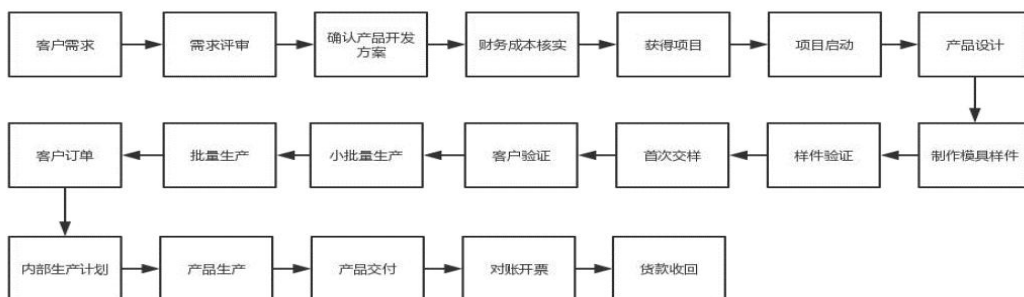 客户需求
需求评审
确认产品开发
方案
财务成本核实
获得项目
项目启动
产品设计
制作模具样件
样件验证
首次交样
客户验证
小批量生产
批量生产
客户订单
内部生产计划
产品生产
产品交付
对账开票
货款收回